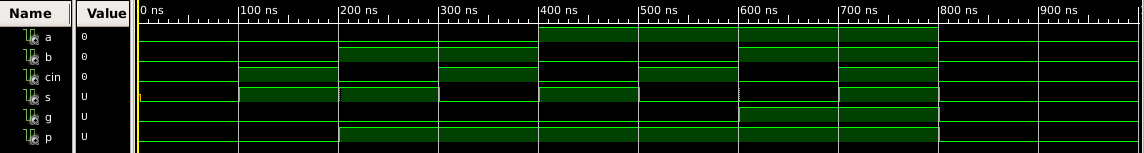 Name Value 0 ns 100 ns 200 ns 300 ns 400 ns 500 ns 600 ns 700 ns 800 ns 900 ns
a 0
b 0
cin 0
s U
g U
p U